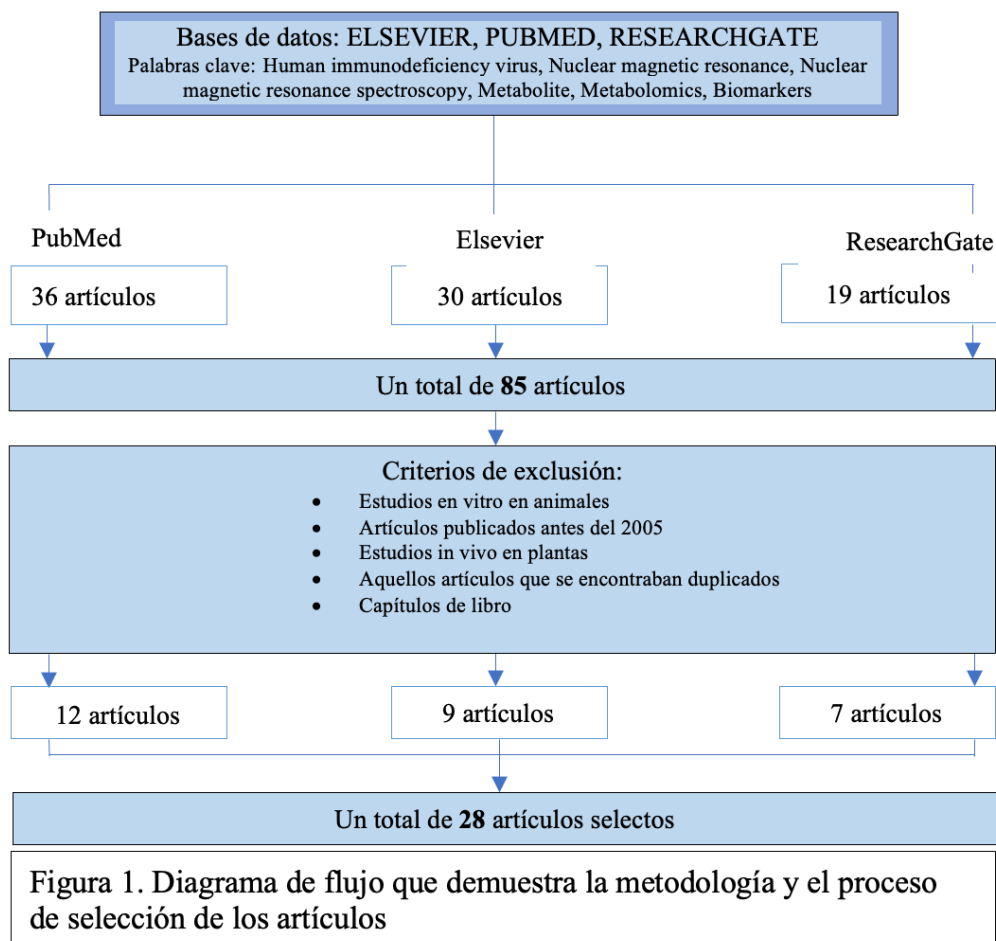 Bases de datos: ELSEVIER, PUBMED, RESEARCHGATE
Palabras clave: Human immunodeficiency virus, Nuclear magnetic resonance, Nuclear
magnetic resonance spectroscopy, Metabolite, Metabolomics, Biomarkers
PubMed
Elsevier
ResearchGate
36 artículos
30 artículos
19 artículos
Un total de 85 artículos
Criterios de exclusión:
• Estudios en vitro en animales
• Artículos publicados antes del 2005
• Estudios in vivo en plantas
• Aquellos artículos que se encontraban duplicados
• Capítulos de libro
12 artículos
9 artículos
7 artículos
Un total de 28 artículos selectos
Figura 1. Diagrama de flujo que demuestra la metodología y el proceso
de selección de los artículos